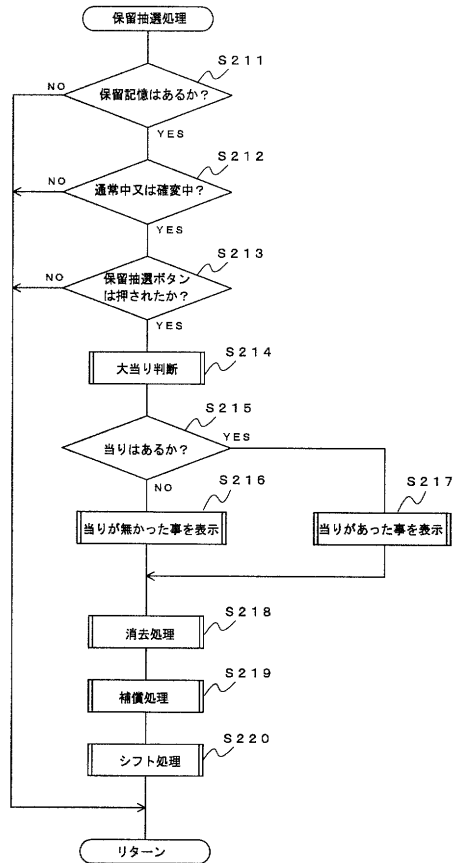 保留抽選処理
S211
保留記憶はあるか?
NO
YES
S212
通常中又は確変中?
NO
YES
S213
保留抽選ボタン
は押されたか?
NO
YES
S214
大当り判断
S215
当りはあるか?
YES
NO
S216
当りが無かった事を表示
S217
当りがあった事を表示
S218
消去処理
S219
補償処理
S220
シフト処理
リターン